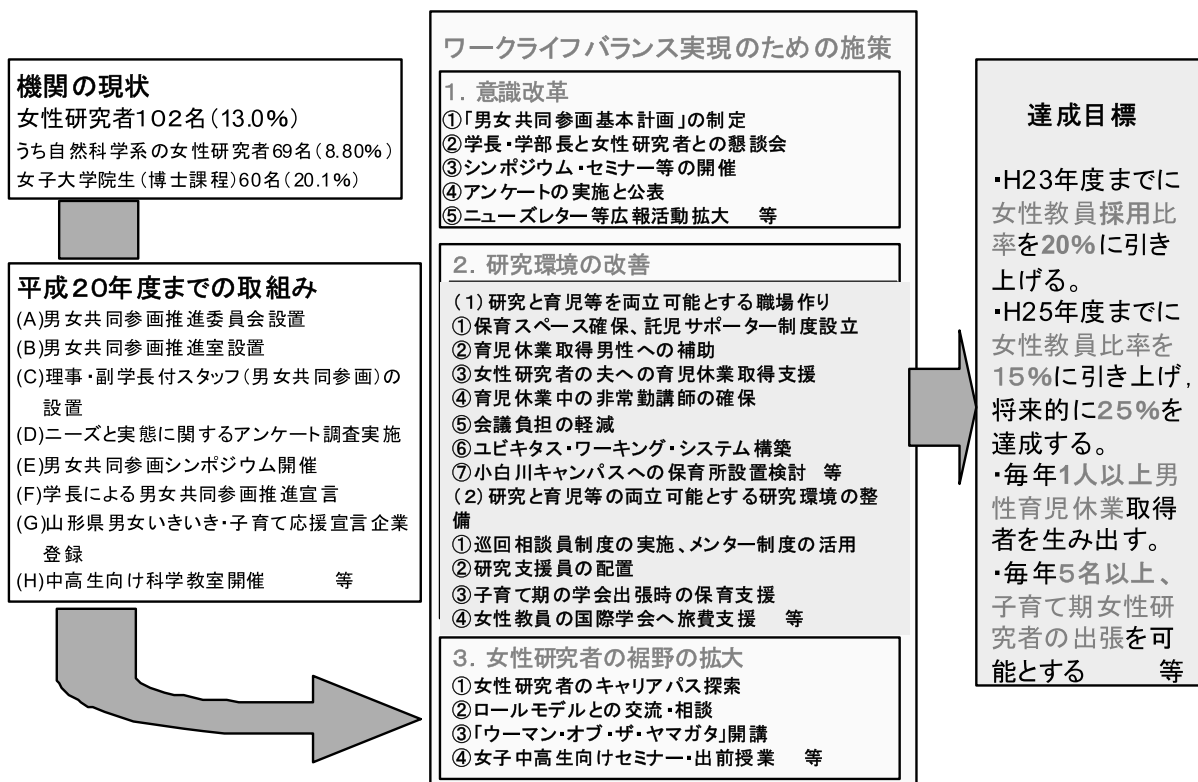 機関の現状
女性研究者102名(13.0%)
うち自然科学系の女性研究者69名(8.80%)
女子大学院生(博士課程)60名(20.1%)
平成20年度までの取組み
(A)男女共同参画推進委員会設置
(B)男女共同参画推進室設置
(C)理事・副学長付スタッフ(男女共同参画)の
設置
(D)ニーズと実態に関するアンケート調査実施
(E)男女共同参画シンポジウム開催
(F)学長による男女共同参画推進宣言
(G)山形県男女いきいき・子育て応援宣言企業
登録
(H)中高生向け科学教室開催 等
ワークライフバランス実現のための施策
1. 意識改革
①「男女共同参画基本計画」の制定
②学長・学部長と女性研究者との懇談会
③シンポジウム・セミナー等の開催
④アンケートの実施と公表
⑤ニューズレター等広報活動拡大 等
2. 研究環境の改善
(1)研究と育児等を両立可能とする職場作り
①保育スペース確保、託児サポーター制度設立
②育児休業取得男性への補助
③女性研究者の夫への育児休業取得支援
④育児休業中の非常勤講師の確保
⑤会議負担の軽減
⑥ユビキタス・ワーキング・システム構築
⑦小白川キャンパスへの保育所設置検討 等
(2)研究と育児等の両立可能とする研究環境の整
備
①巡回相談員制度の実施、メンター制度の活用
②研究支援員の配置
③子育て期の学会出張時の保育支援
④女性教員の国際学会へ旅費支援 等
3. 女性研究者の裾野の拡大
①女性研究者のキャリアパス探索
②ロールモデルとの交流・相談
③「ウーマン・オブ・ザ・ヤマガタ」開講
④女子中高生向けセミナー・出前授業 等
達成目標
・H23年度までに
女性教員採用比
率を20%に引き
上げる。
・H25年度までに
女性教員比率を
15%に引き上げ,
将来的に25%を
達成する。
・毎年1人以上男
性育児休業取得
者を生み出す。
・毎年5名以上、
子育て期女性研
究者の出張を可
能とする 等